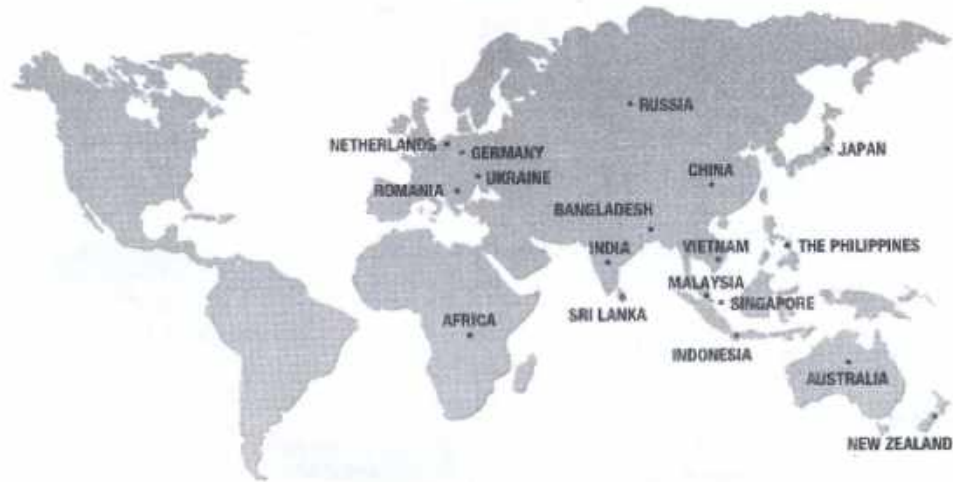 RUSSIA
NETHERLANDS
GERMANY
JAPAN
UKRAINE
CHINA
ROMANIA
BANGLADESH
INDIA
VIETNAM
THE PHILIPPINES
MALAYSIA
SINGAPORE
SRI LANKA
AFRICA
INDONESIA
AUSTRALIA
NEW ZEALAND